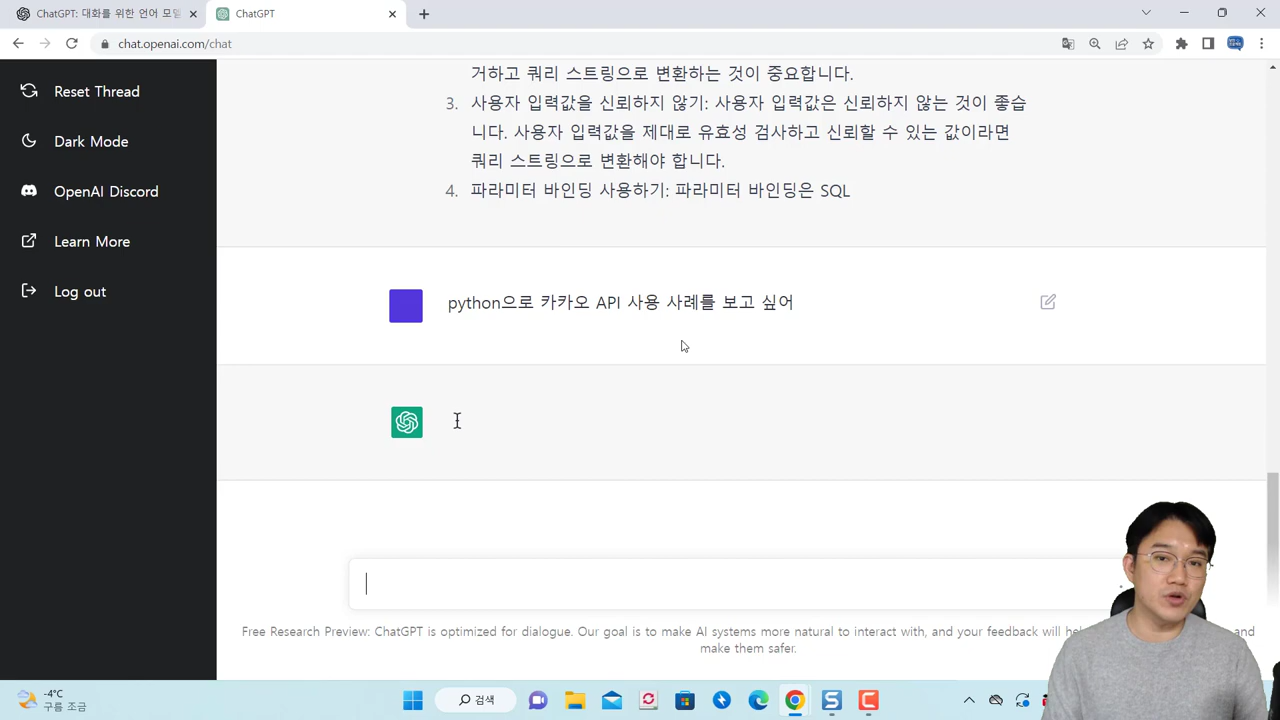 ChatGPT: 대화를 위한 언어 모델
ChatGPT
chat.openai.com/chat
Reset Thread
Dark Mode
OpenAI Discord
Learn More
Log out
거하고 쿼리 스트링으로 변환하는 것이 중요합니다.
3. 사용자 입력값을 신뢰하지 않기: 사용자 입력값은 신뢰하지 않는 것이 좋습
니다. 사용자 입력값을 제대로 유효성 검사하고 신뢰할 수 있는 값이라면
쿼리 스트링으로 변환해야 합니다.
4. 파라미터 바인딩 사용하기: 파라미터 바인딩은 SQL
python으로 카카오 API 사용 사례를 보고 싶어
Free Research Preview: ChatGPT is optimized for dialogue. Our goal is to make AI systems more natural to interact with, and your feedback will and
make them safer.
-4°C
구름 조금
검색